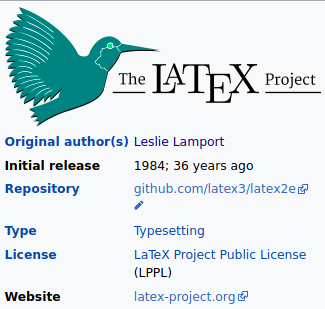 The LATEX Project
Original author(s) Leslie Lamport
Initial release 1984; 36 years ago
Repository github.com/latex3/latex2e
Type Typesetting
License LaTeX Project Public License
(LPPL)
Website latex-project.org